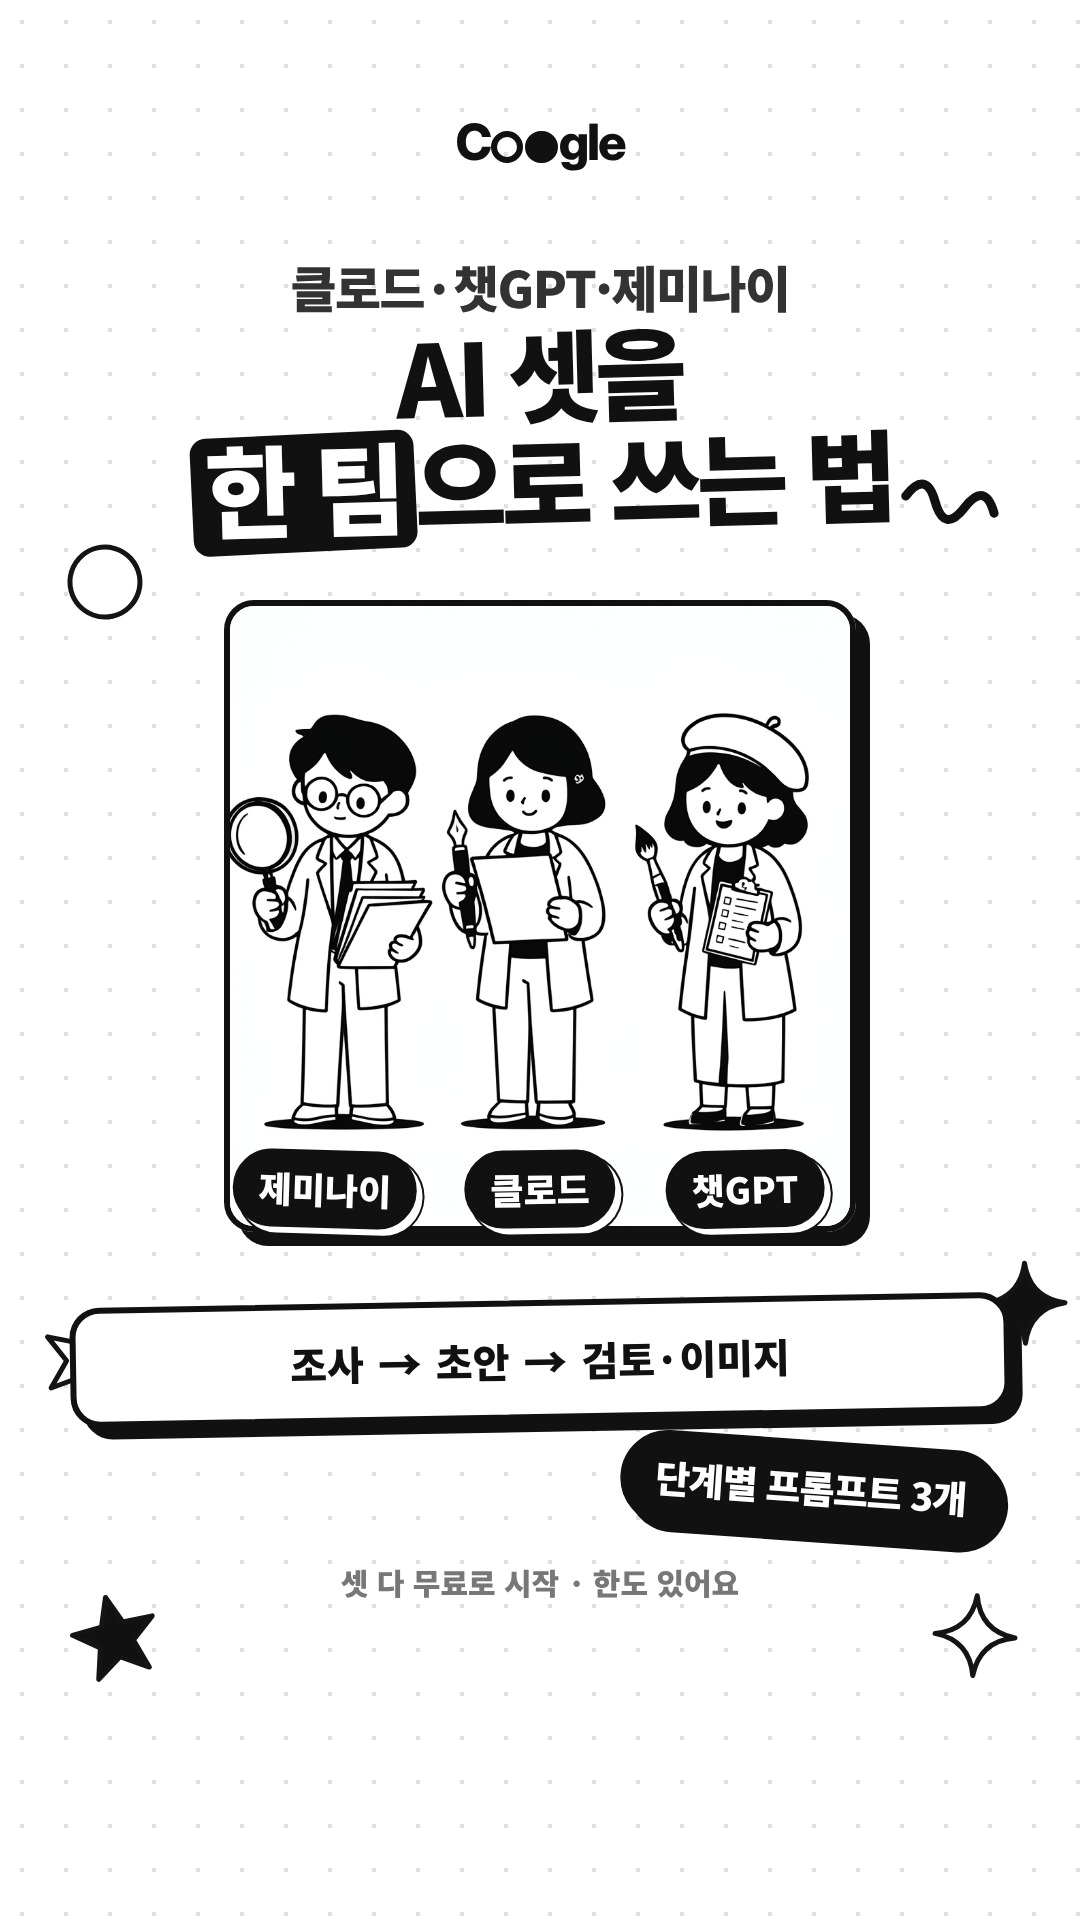 Coogle
클로드·챗GPT·제미나이
AI 셋을
한 팀으로 쓰는 법
제미나이
클로드
챗GPT
조사 → 초안 → 검토·이미지
단계별 프롬프트 3개
셋 다 무료로 시작 · 한도 있어요